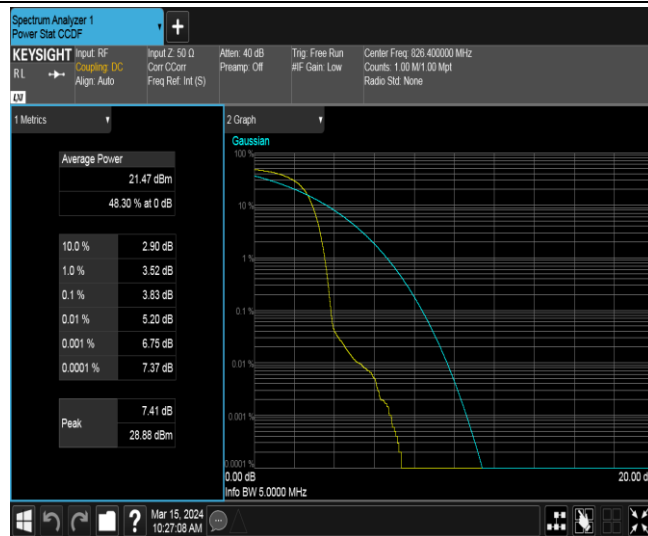 Spectrum Analyzer 1
Power Stat CCDF
+
KEYSIGHT
RL
LXI
Input: RF
Coupling: DC
Align: Auto
Input Z: 50 Ω
Corr CCorr
Freq Ref: Int (S)
Atten: 40 dB
Preamp: Off
Trig: Free Run
#IF Gain: Low
Center Freq: 826.400000 MHz
Counts: 1.00 M/1.00 Mpt
Radio Std: None
1 Metrics
Average Power
21.47 dBm
48.30 % at 0 dB
10.0 % 2.90 dB
1.0 % 3.52 dB
0.1 % 3.83 dB
0.01 % 5.20 dB
0.001 % 6.75 dB
0.0001 % 7.37 dB
Peak
7.41 dB
28.88 dBm
2 Graph
Gaussian
100 %
10 %
1 %
0.1 %
0.01 %
0.001 %
0.0001 %
0.00 dB
20.00 d
Info BW 5.0000 MHz
?
Mar 15, 2024
10:27:08 AM